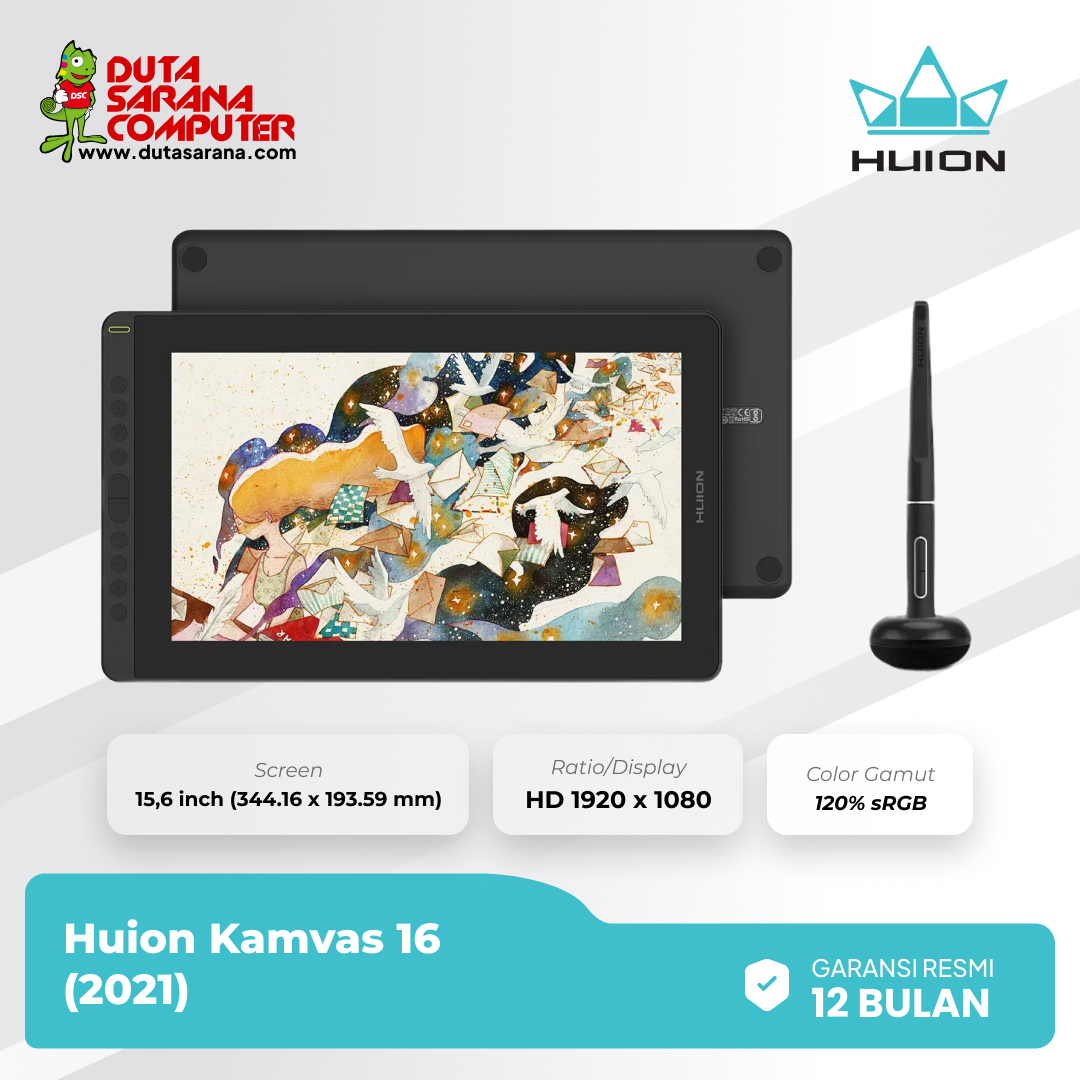 DUTA
SARANA
COMPUTER
www.dutasarana.com
DSC
HUION
HUION
HUION
Screen
15,6 inch (344.16 x 193.59 mm)
Ratio/Display
HD 1920 x 1080
Color Gamut
120% sRGB
Huion Kamvas 16
(2021)
GARANSI RESMI
12 BULAN